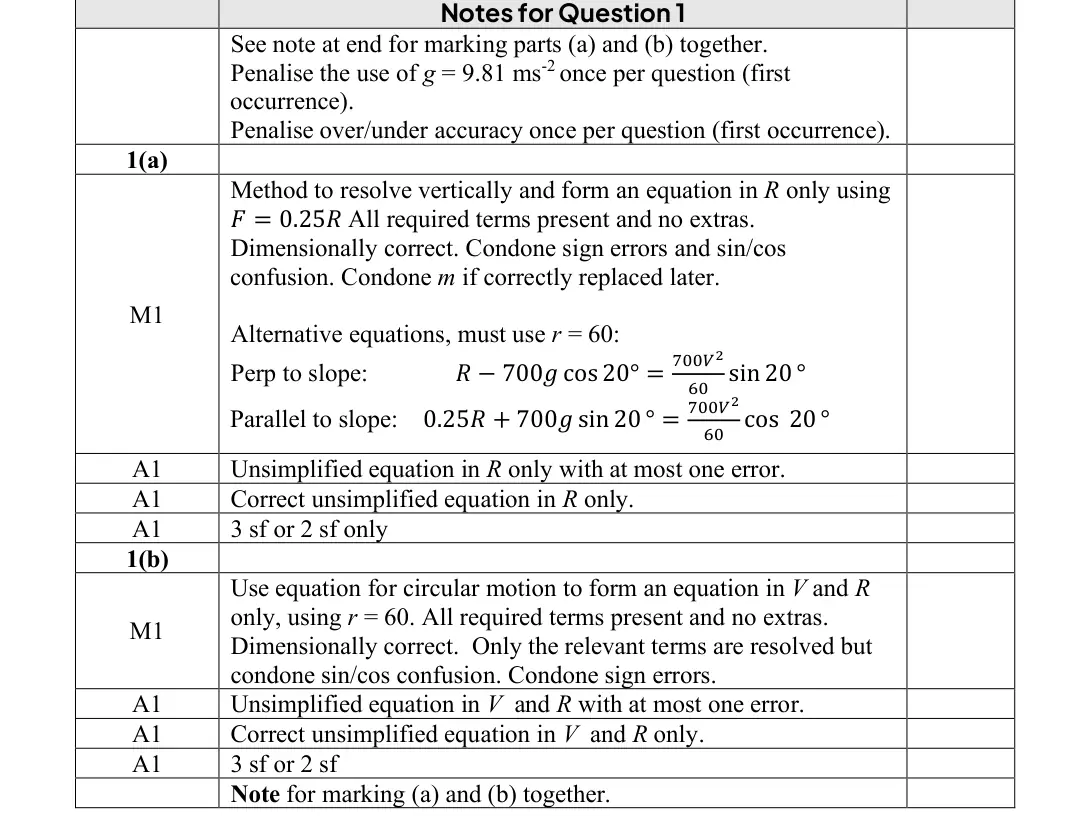 Notes for Question 1
See note at end for marking parts (a) and (b) together.
Penalise the use of g = 9.81 ms⁻² once per question (first
occurrence).
Penalise over/under accuracy once per question (first occurrence).
1(a)
M1
Method to resolve vertically and form an equation in R only using
F = 0.25R All required terms present and no extras.
Dimensionally correct. Condone sign errors and sin/cos
confusion. Condone m if correctly replaced later.
Alternative equations, must use r = 60:
Perp to slope: R − 700g cos 20° = 700V²/60 sin 20 °
Parallel to slope: 0.25R + 700g sin 20 ° = 700V²/60 cos 20 °
A1 Unsimplified equation in R only with at most one error.
A1 Correct unsimplified equation in R only.
A1 3 sf or 2 sf only
1(b)
M1
Use equation for circular motion to form an equation in V and R
only, using r = 60. All required terms present and no extras.
Dimensionally correct. Only the relevant terms are resolved but
condone sin/cos confusion. Condone sign errors.
A1 Unsimplified equation in V and R with at most one error.
A1 Correct unsimplified equation in V and R only.
A1 3 sf or 2 sf
Note for marking (a) and (b) together.